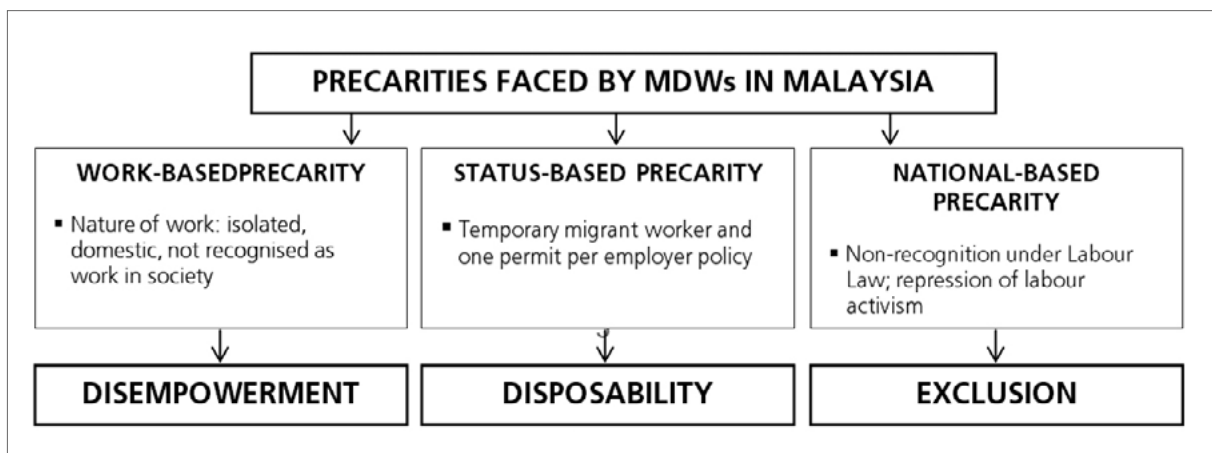 PRECARITIES FACED BY MDWs IN MALAYSIA
WORK-BASEDPRECARITY
▪ Nature of work: isolated,
domestic, not recognised as
work in society
STATUS-BASED PRECARITY
▪ Temporary migrant worker and
one permit per employer policy
NATIONAL-BASED
PRECARITY
▪ Non-recognition under Labour
Law; repression of labour
activism
DISEMPOWERMENT
DISPOSABILITY
EXCLUSION